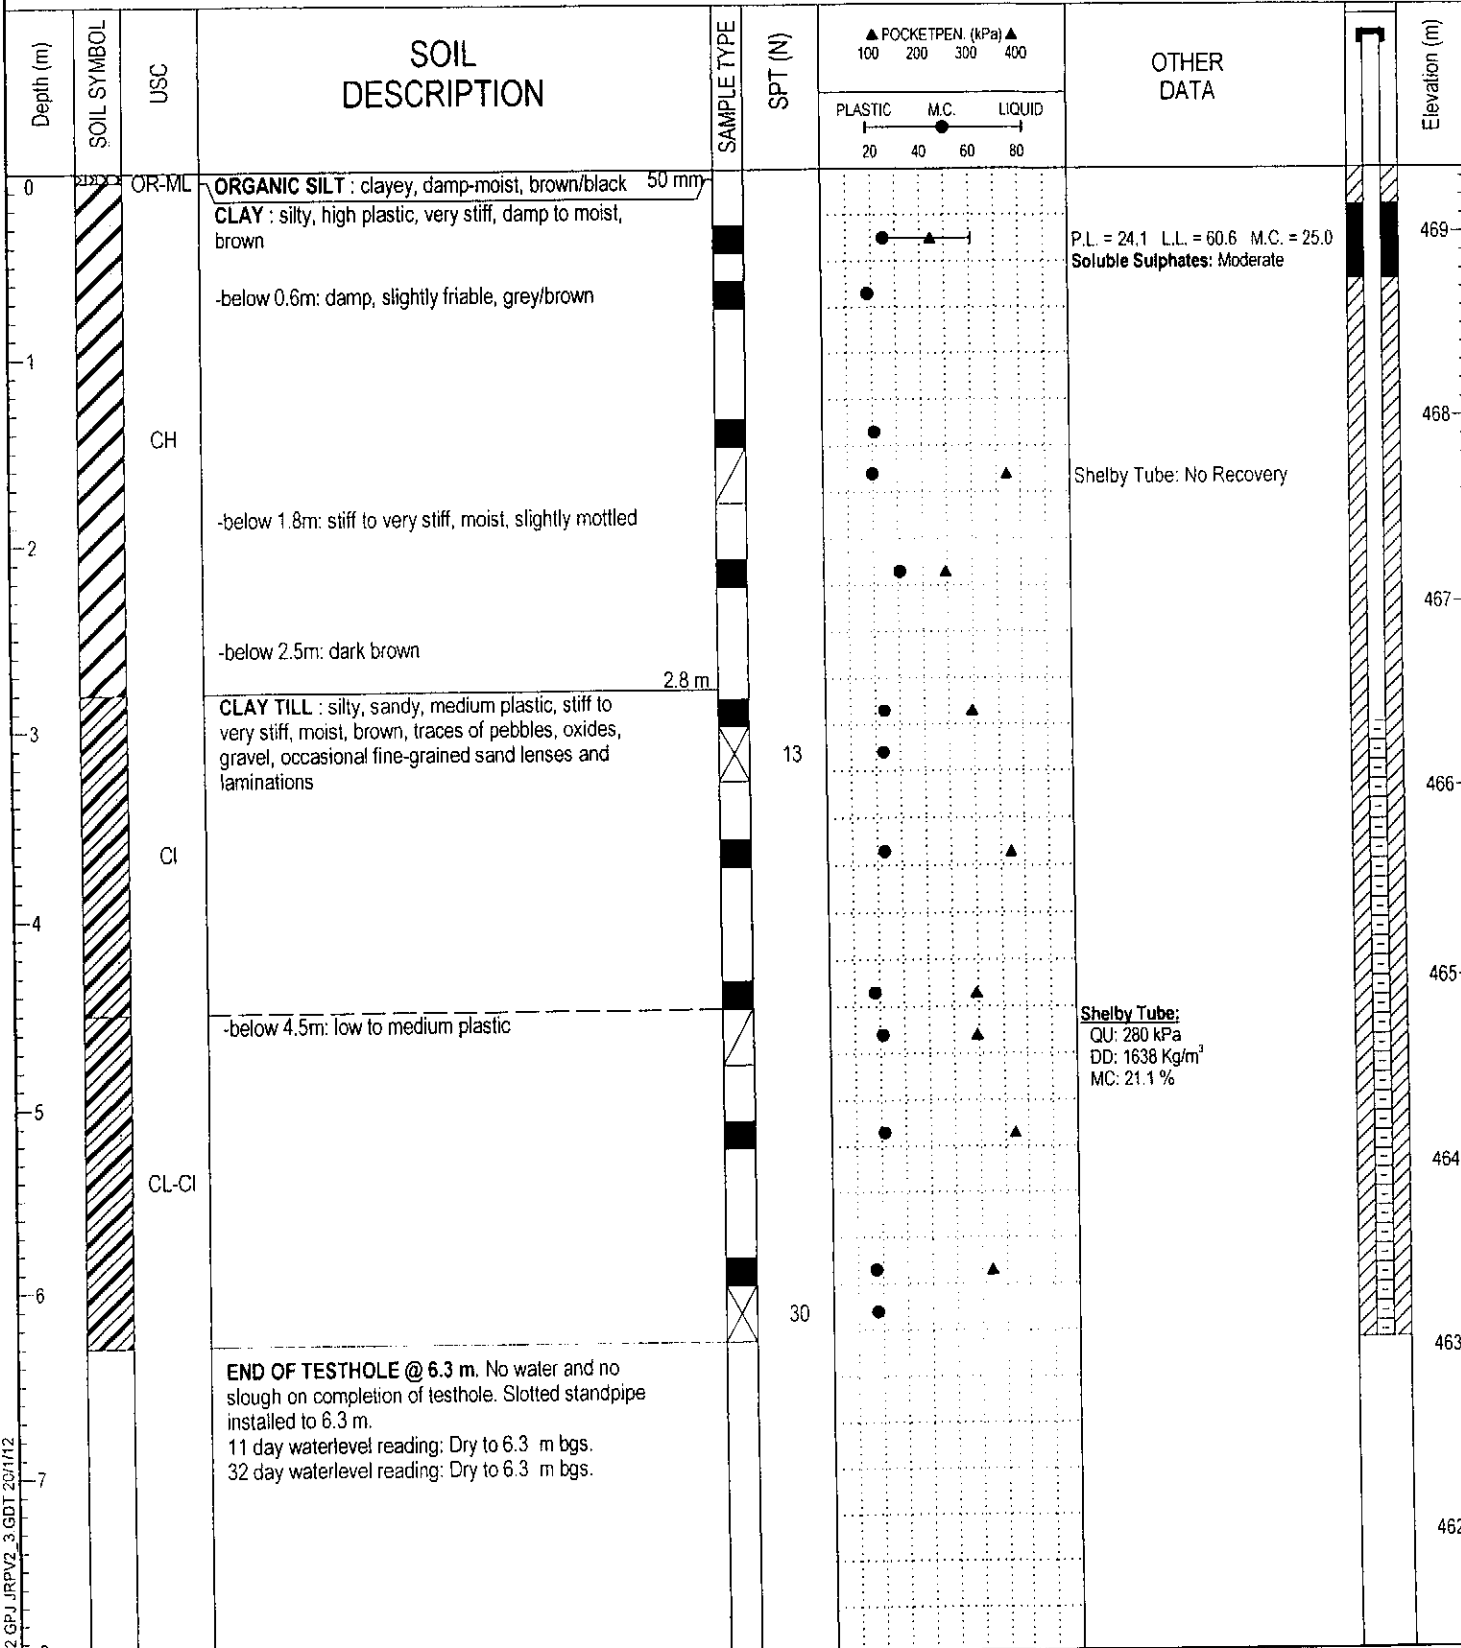 Depth (m)
SOIL SYMBOL
USC
SOIL
DESCRIPTION
SAMPLE TYPE
SPT (N)
▲ POCKETPEN. (kPa) ▲
100 200 300 400
PLASTIC M.C. LIQUID
20 40 60 80
OTHER
DATA
Elevation (m)
0
OR-ML
ORGANIC SILT : clayey, damp-moist, brown/black 50 mm
CLAY : silty, high plastic, very stiff, damp to moist,
brown
P.L. = 24.1 L.L. = 60.6 M.C. = 25.0
Soluble Sulphates: Moderate
469
-below 0.6m: damp, slightly friable, grey/brown
1
468
CH
Shelby Tube: No Recovery
-below 1.8m: stiff to very stiff, moist, slightly mottled
2
467
-below 2.5m: dark brown
2.8 m
CLAY TILL : silty, sandy, medium plastic, stiff to
very stiff, moist, brown, traces of pebbles, oxides,
gravel, occasional fine-grained sand lenses and
laminations
3
13
466
CI
4
465
-below 4.5m: low to medium plastic
Shelby Tube:
QU: 280 kPa
DD: 1638 Kg/m³
MC: 21.1 %
5
464
CL-CI
6
30
463
END OF TESTHOLE @ 6.3 m. No water and no
slough on completion of testhole. Slotted standpipe
installed to 6.3 m.
11 day waterlevel reading: Dry to 6.3 m bgs.
32 day waterlevel reading: Dry to 6.3 m bgs.
7
462
2 GPJ JRPV2_3.GDT 20/1/12